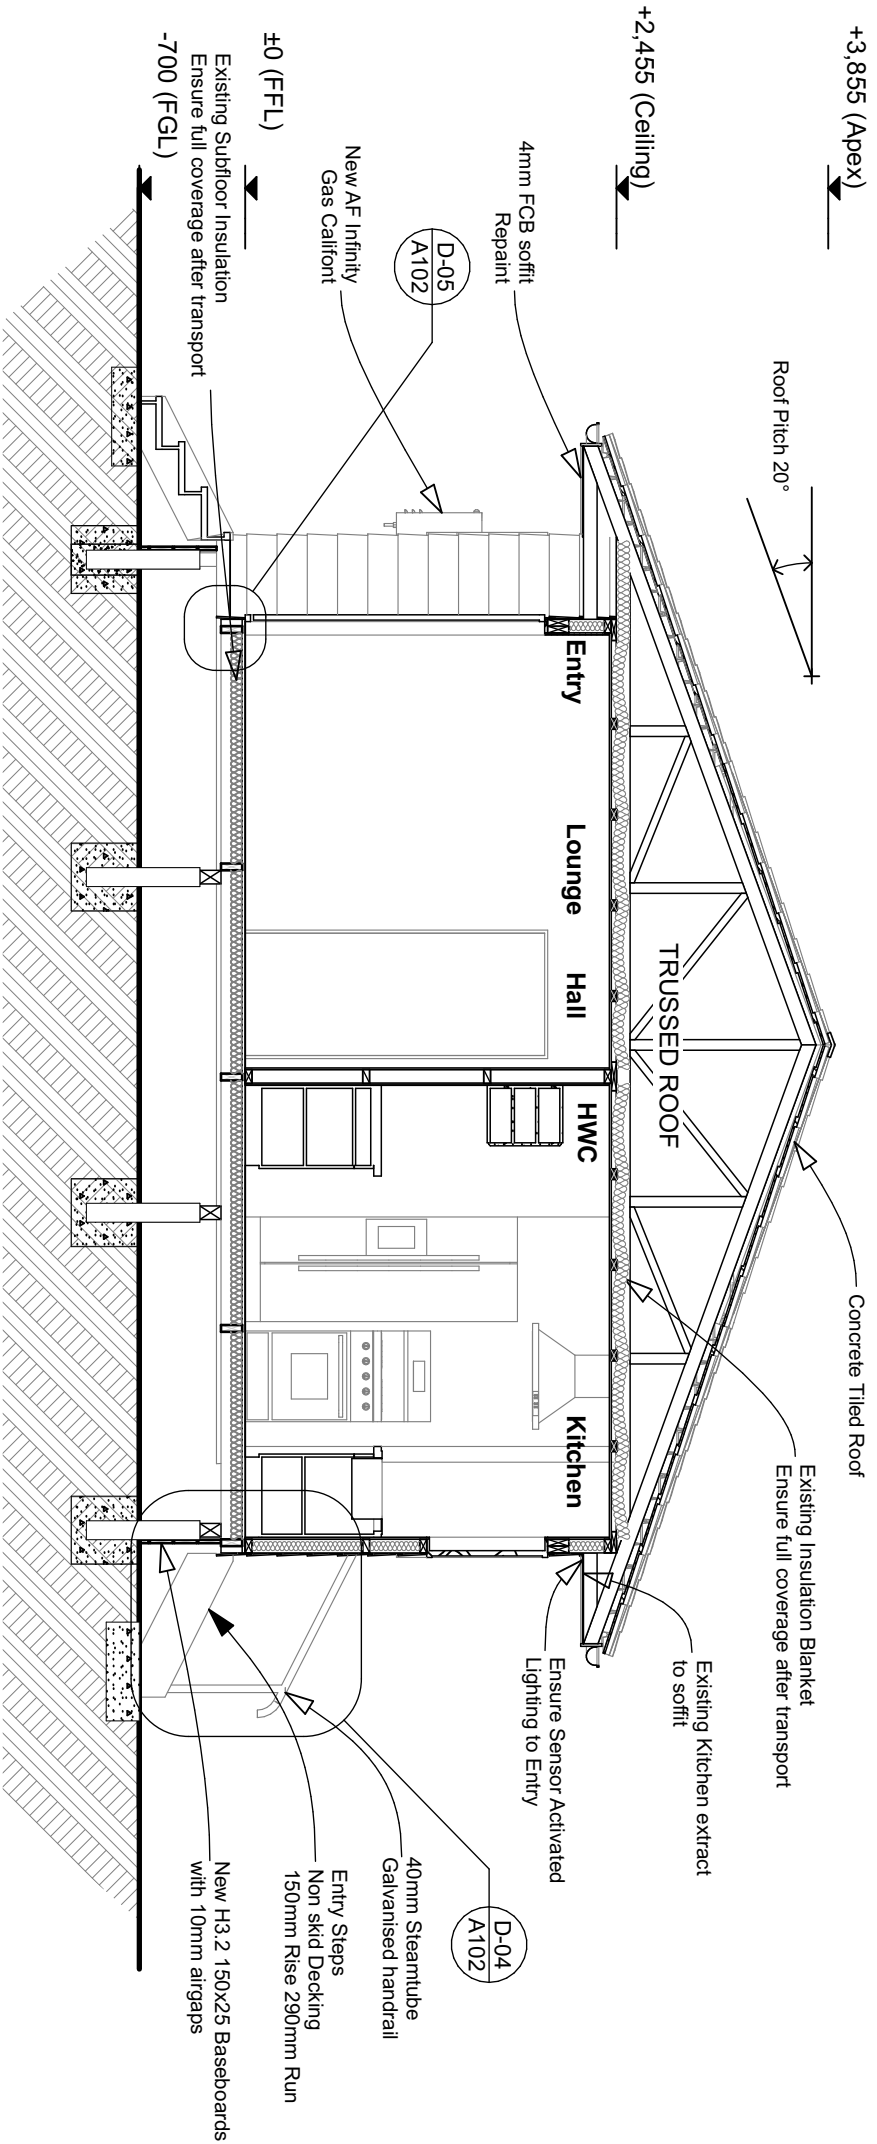 +3,855 (Apex)
+2,455 (Ceiling)
±0 (FFL)
-700 (FGL)
Roof Pitch 20°
4mm FCB soffit
Repaint
D-05
A102
New AF Infinity
Gas Califont
Existing Subfloor Insulation
Ensure full coverage after transport
TRUSSED ROOF
Entry
Lounge
Hall
HWC
Kitchen
Concrete Tiled Roof
Existing Insulation Blanket
Ensure full coverage after transport
Existing Kitchen extract
to soffit
Ensure Sensor Activated
Lighting to Entry
D-04
A102
40mm Steamtube
Galvanised handrail
Entry Steps
Non skid Decking
150mm Rise 290mm Run
New H3.2 150x25 Baseboards
with 10mm airgaps